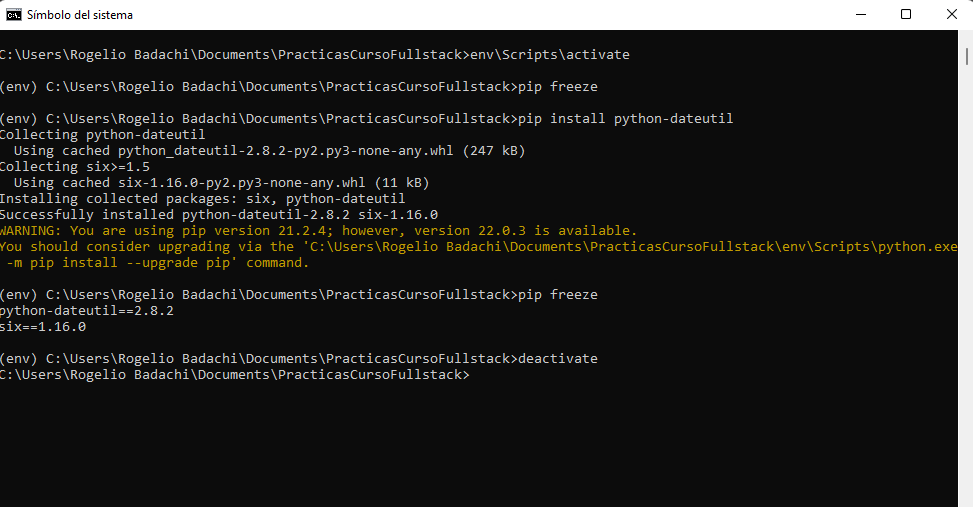 Símbolo del sistema
C:\Users\Rogelio Badachi\Documents\PracticasCursoFullstack>env\Scripts\activate
(env) C:\Users\Rogelio Badachi\Documents\PracticasCursoFullstack>pip freeze
(env) C:\Users\Rogelio Badachi\Documents\PracticasCursoFullstack>pip install python-dateutil
Collecting python-dateutil
  Using cached python_dateutil-2.8.2-py2.py3-none-any.whl (247 kB)
Collecting six>=1.5
  Using cached six-1.16.0-py2.py3-none-any.whl (11 kB)
Installing collected packages: six, python-dateutil
Successfully installed python-dateutil-2.8.2 six-1.16.0
WARNING: You are using pip version 21.2.4; however, version 22.0.3 is available.
You should consider upgrading via the 'C:\Users\Rogelio Badachi\Documents\PracticasCursoFullstack\env\Scripts\python.exe
 -m pip install --upgrade pip' command.
(env) C:\Users\Rogelio Badachi\Documents\PracticasCursoFullstack>pip freeze
python-dateutil==2.8.2
six==1.16.0
(env) C:\Users\Rogelio Badachi\Documents\PracticasCursoFullstack>deactivate
C:\Users\Rogelio Badachi\Documents\PracticasCursoFullstack>